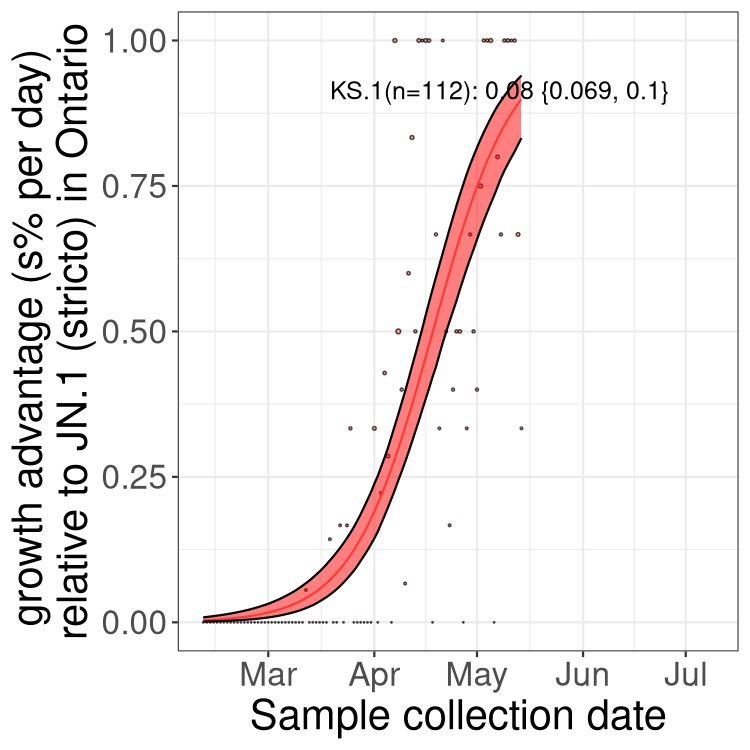 growth advantage (s% per day)
relative to JN.1 (stricto) in Ontario
1.00
0.75
0.50
0.25
0.00
KS.1(n=112): 0.08 {0.069, 0.1}
Mar Apr May Jun Jul
Sample collection date